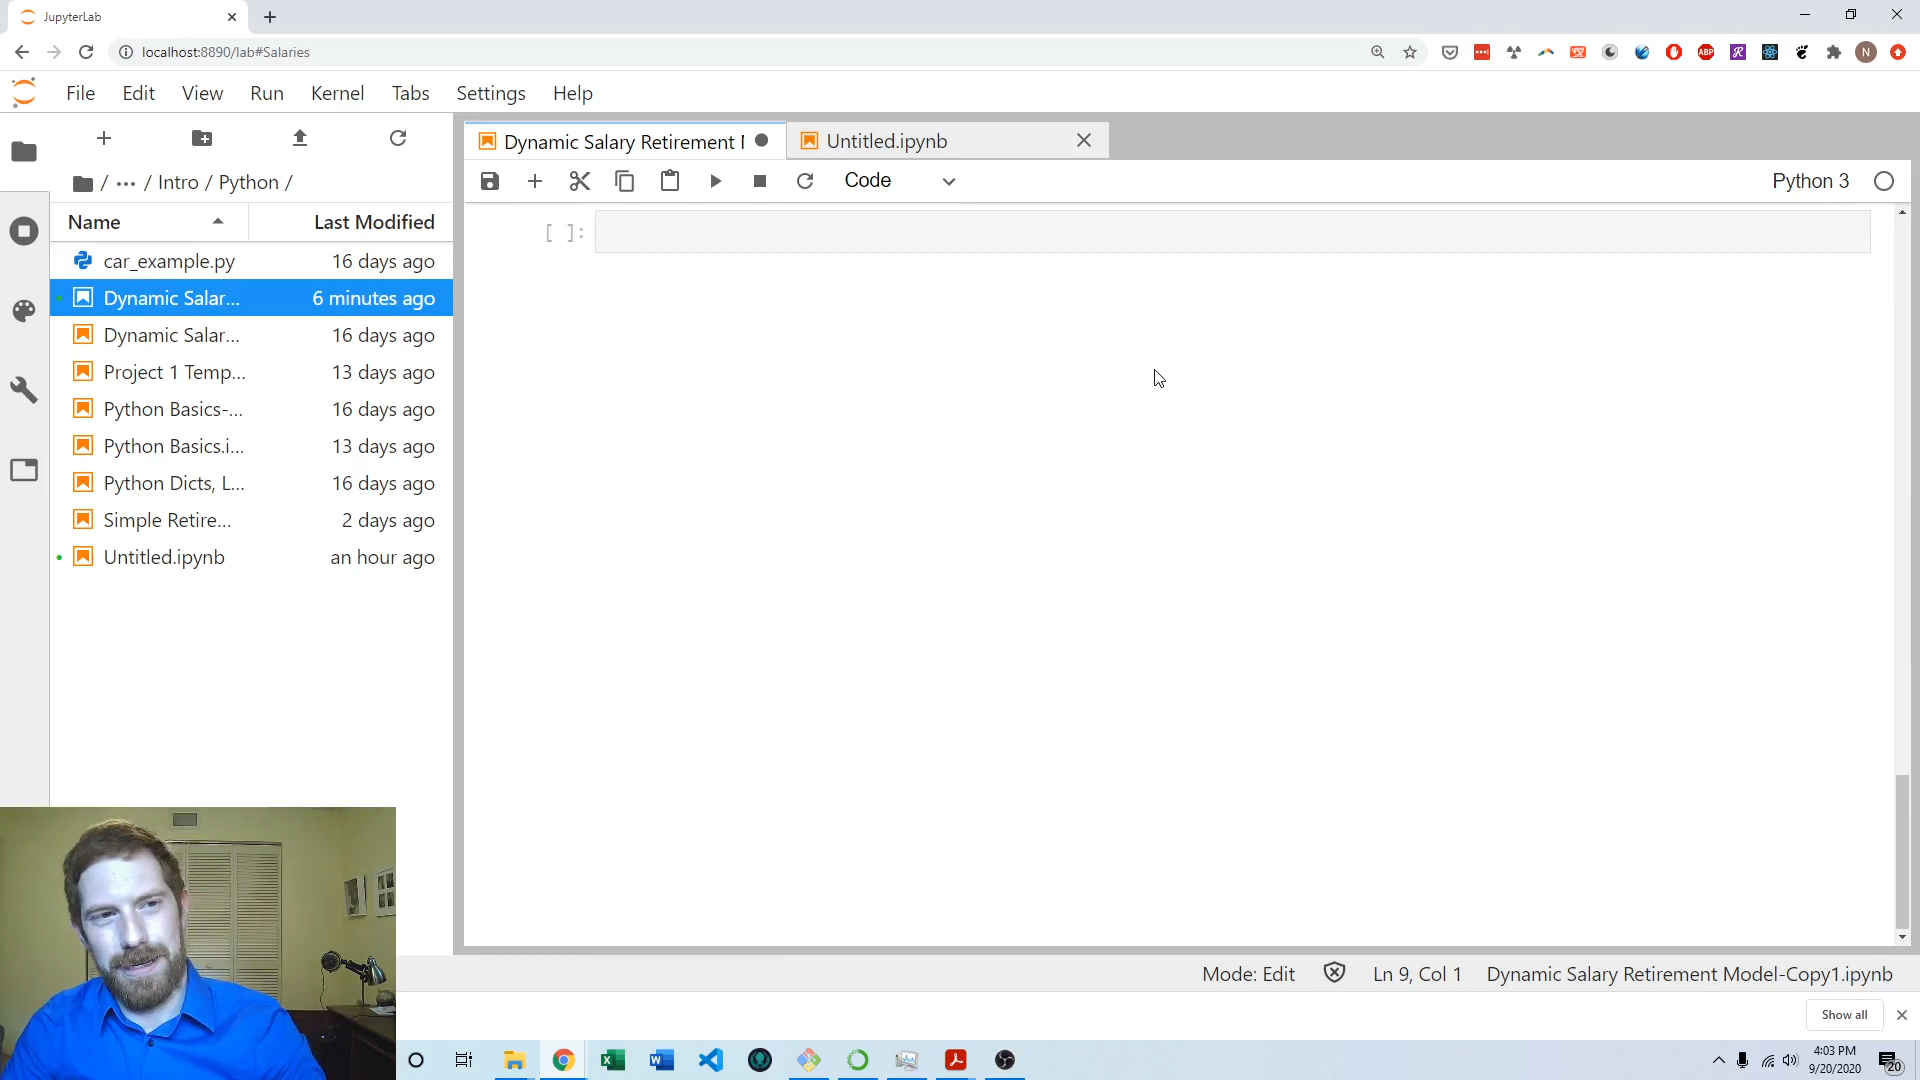 JupyterLab
localhost:8890/lab#Salaries
ABP
N
File Edit View Run Kernel Tabs Settings Help
Dynamic Salary Retirement
Untitled.ipynb
/ ··· / Intro / Python /
Code
Python 3
Name Last Modified
[ ]:
car_example.py 16 days ago
Dynamic Salar... 6 minutes ago
Dynamic Salar... 16 days ago
Project 1 Temp... 13 days ago
Python Basics-... 16 days ago
Python Basics.i... 13 days ago
Python Dicts, L... 16 days ago
Simple Retire... 2 days ago
Untitled.ipynb an hour ago
Mode: Edit Ln 9, Col 1 Dynamic Salary Retirement Model-Copy1.ipynb
Show all
4:03 PM
9/20/2020
20